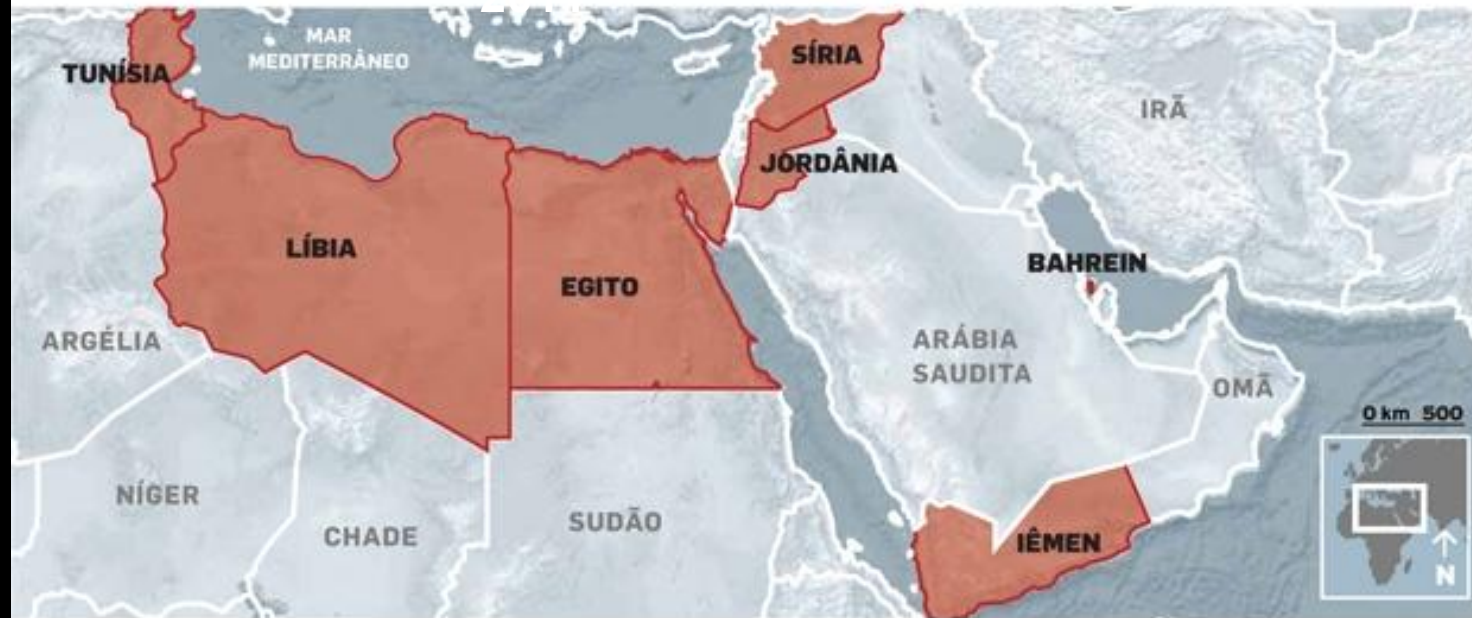 MAR
MEDITERRÂNEO
TUNÍSIA
SÍRIA
IRÃ
JORDÂNIA
LÍBIA
EGITO
BAHREIN
ARGÉLIA
ARÁBIA
SAUDITA
OMÃ
0 km 500
NÍGER
CHADE
SUDÃO
IÊMEN
N